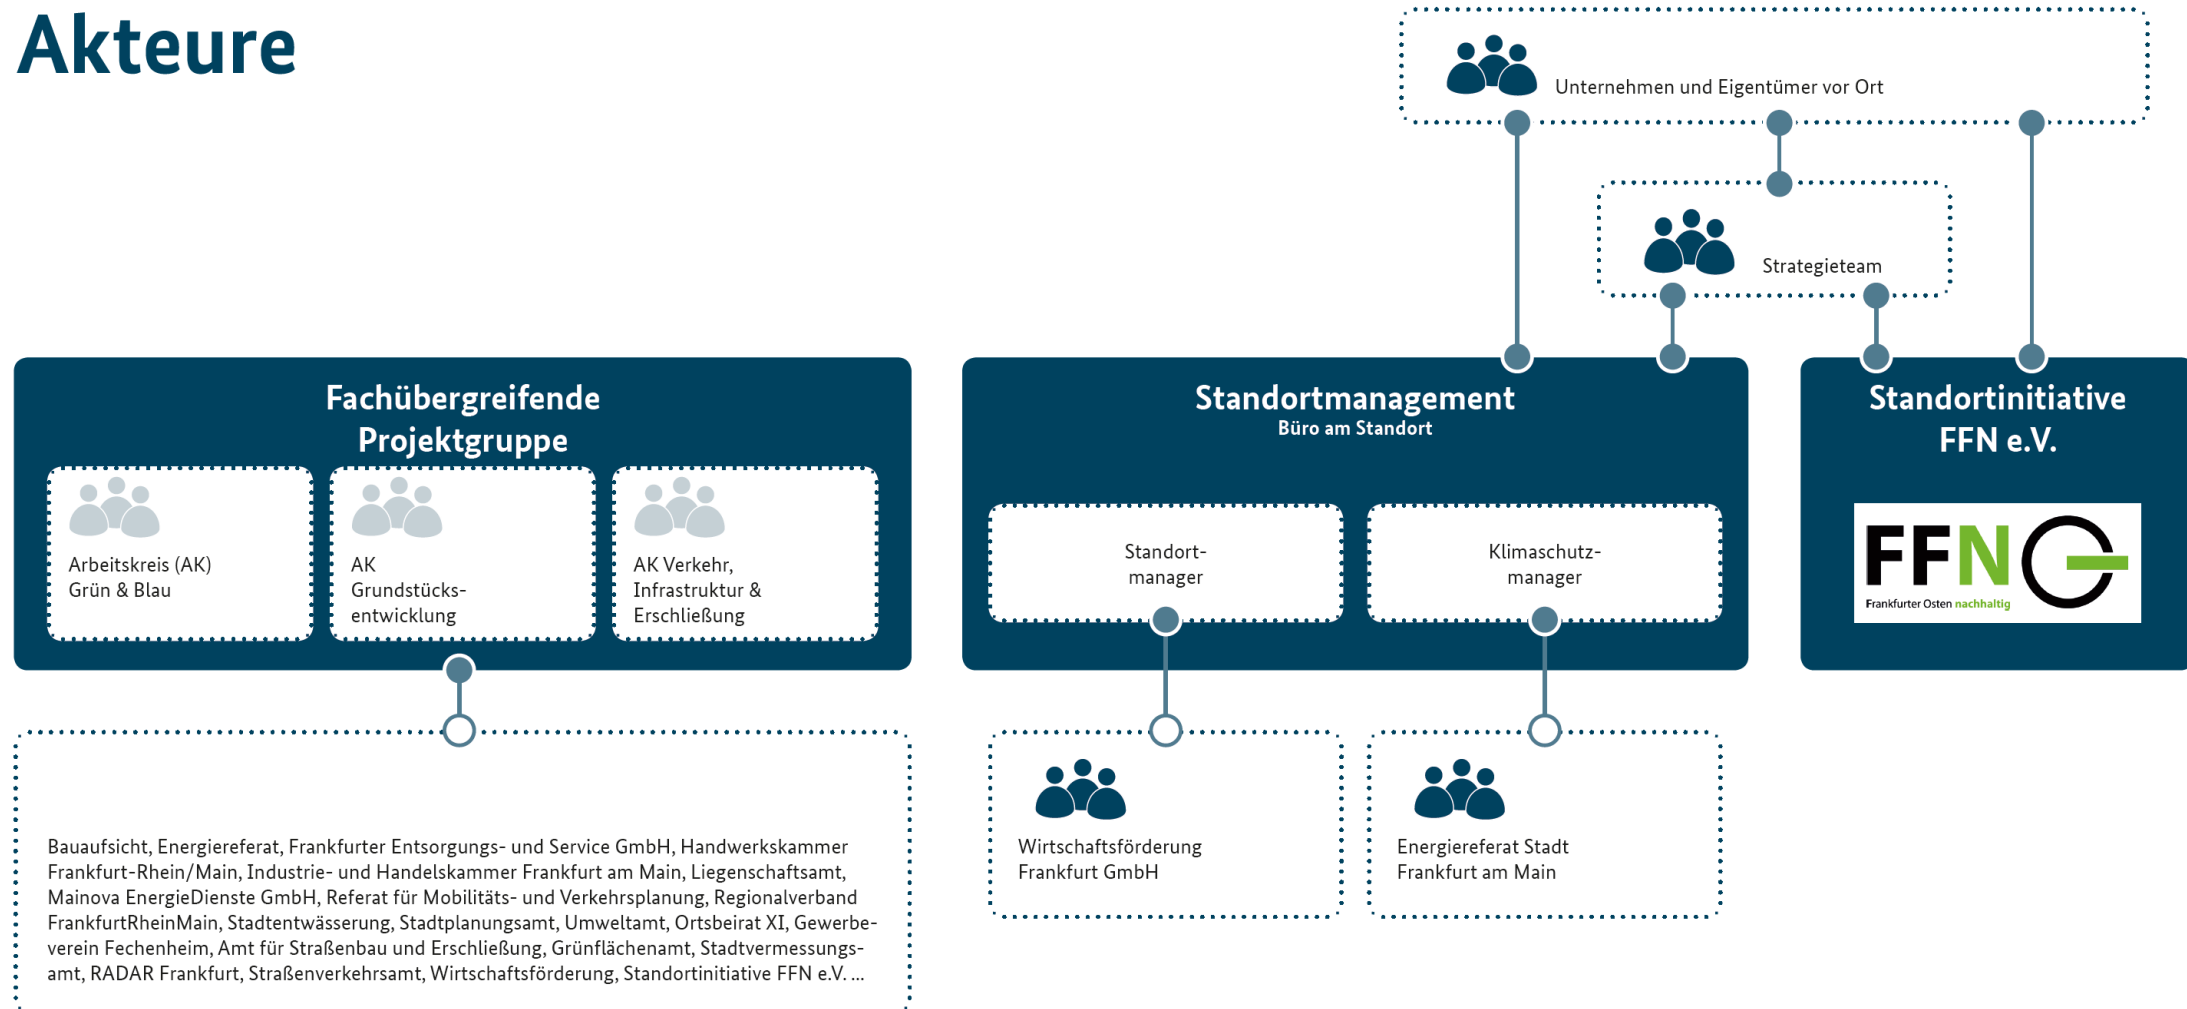 Akteure
Unternehmen und Eigentümer vor Ort
Strategieteam
Fachübergreifende
Projektgruppe
Arbeitskreis (AK)
Grün & Blau
AK
Grundstücks-
entwicklung
AK Verkehr,
Infrastruktur &
Erschließung
Standortmanagement
Büro am Standort
Standort-
manager
Klimaschutz-
manager
Standortinitiative
FFN e.V.
FFN
Frankfurter Osten nachhaltig
Bauaufsicht, Energiereferat, Frankfurter Entsorgungs- und Service GmbH, Handwerkskammer
Frankfurt-Rhein/Main, Industrie- und Handelskammer Frankfurt am Main, Liegenschaftsamt,
Mainova EnergieDienste GmbH, Referat für Mobilitäts- und Verkehrsplanung, Regionalverband
FrankfurtRheinMain, Stadtentwässerung, Stadtplanungsamt, Umweltamt, Ortsbeirat XI, Gewerbe-
verein Fechenheim, Amt für Straßenbau und Erschließung, Grünflächenamt, Stadtvermessungs-
amt, RADAR Frankfurt, Straßenverkehrsamt, Wirtschaftsförderung, Standortinitiative FFN e.V. ...
Wirtschaftsförderung
Frankfurt GmbH
Energiereferat Stadt
Frankfurt am Main